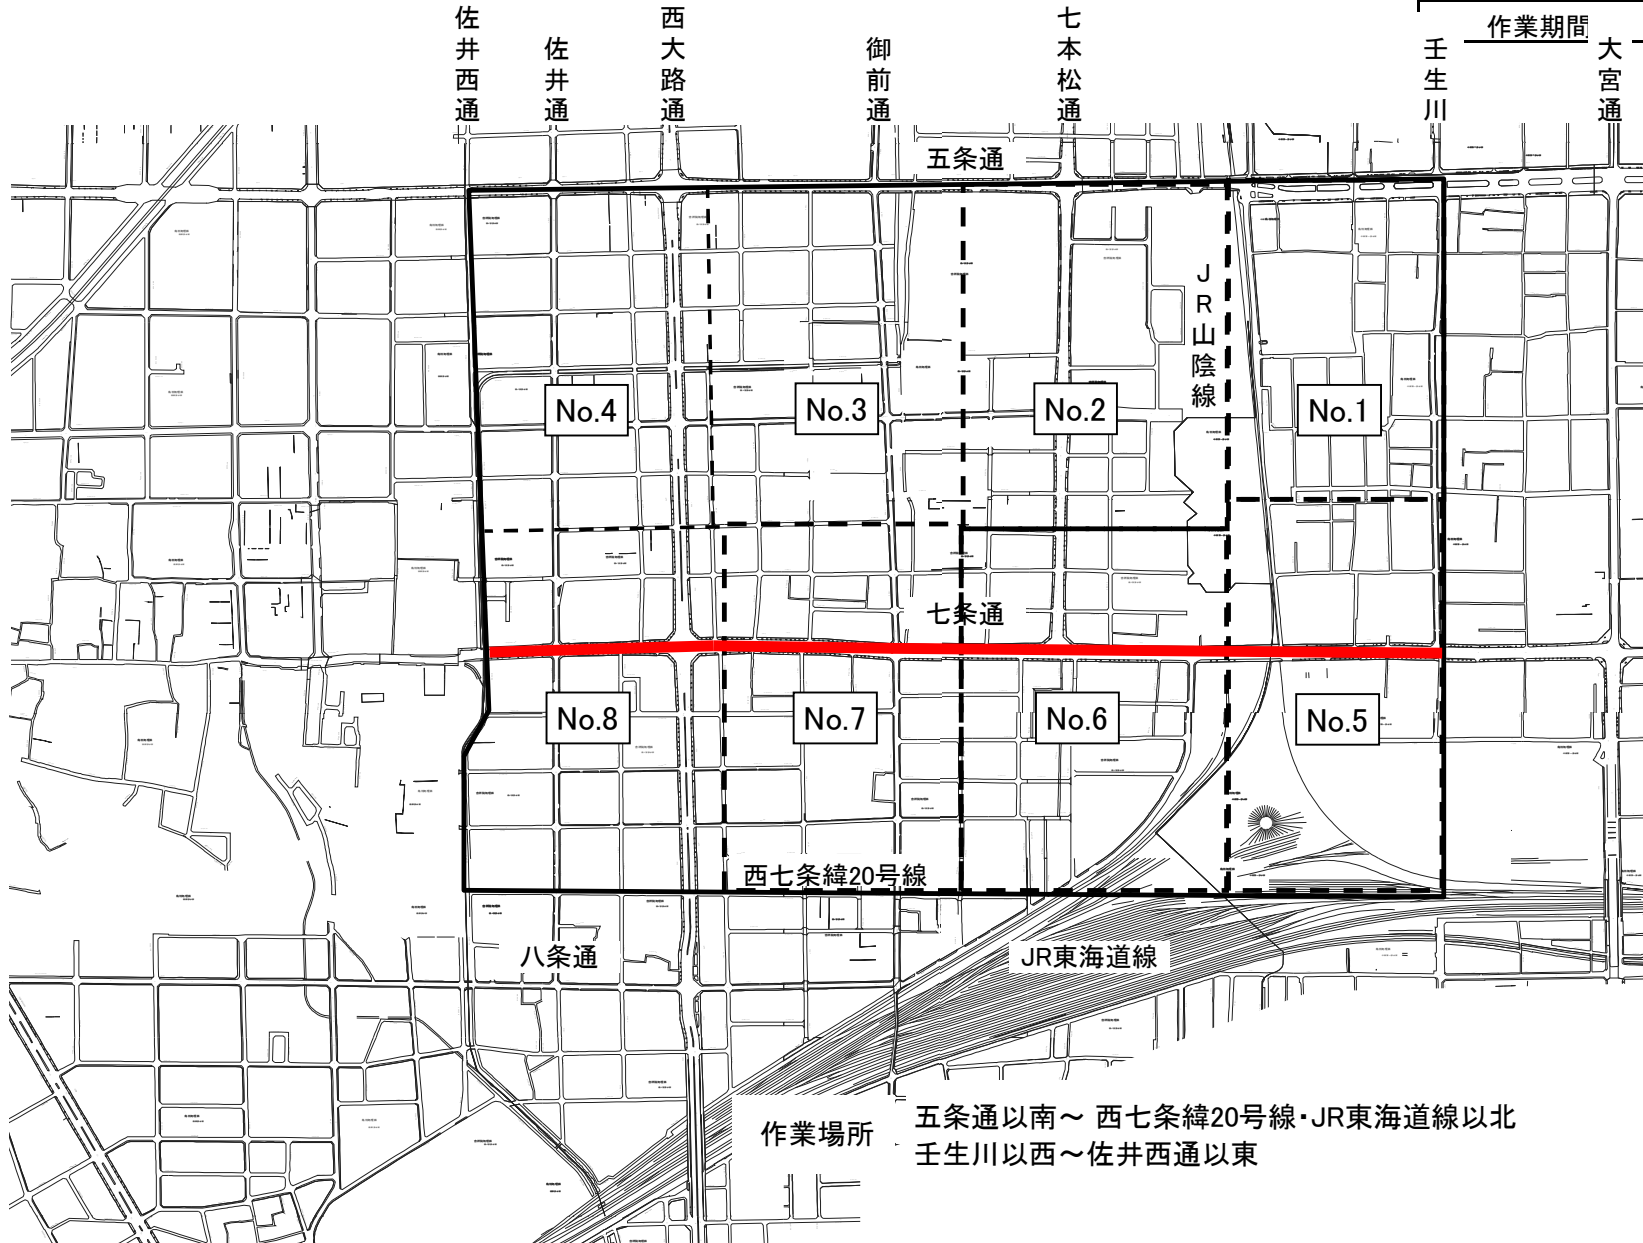 作業期間
佐井西通
佐井通
西大路通
御前通
七本松通
壬生川
大宮通
五条通
JR山陰線
No.4
No.3
No.2
No.1
七条通
No.8
No.7
No.6
No.5
西七条緯20号線
八条通
JR東海道線
作業場所
五条通以南～ 西七条緯20号線・JR東海道線以北
壬生川以西～佐井西通以東